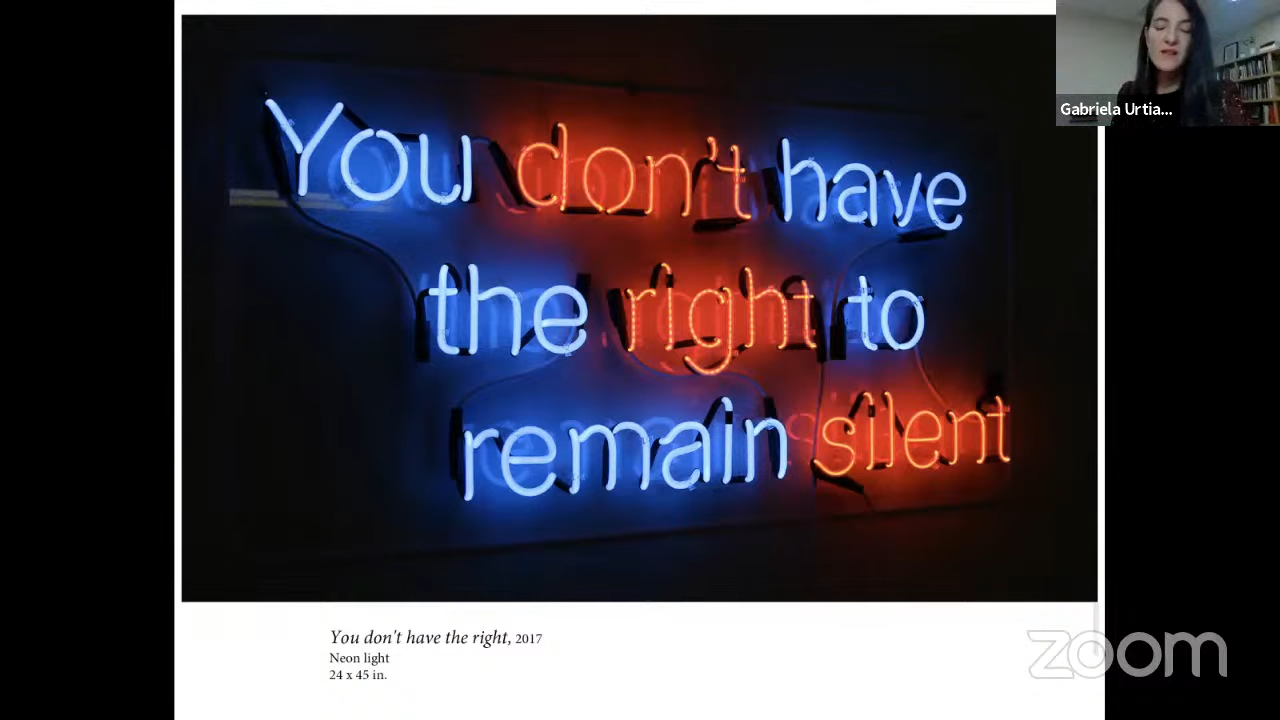 Gabriela Urtia...
You don't have
the right to
remain silent
You don't have the right, 2017
Neon light
24 x 45 in.
zoom